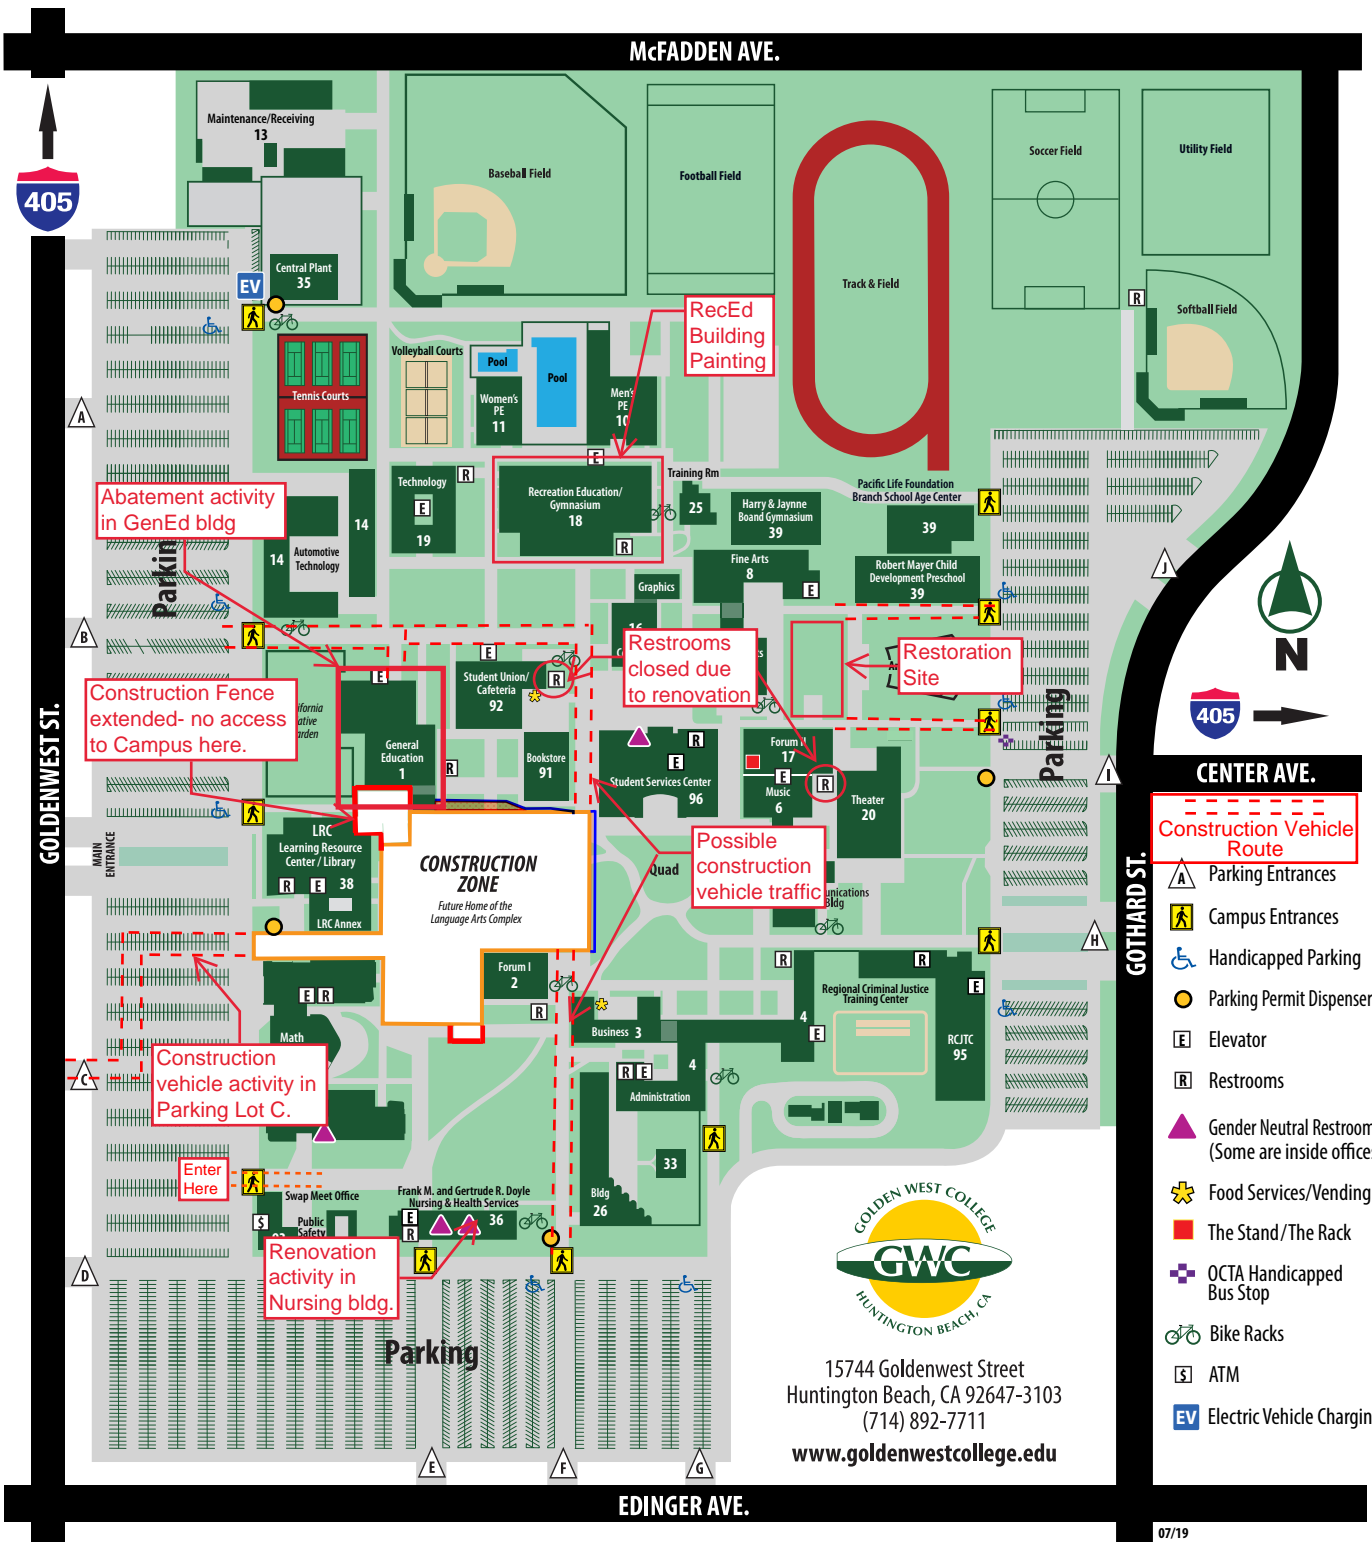 McFADDEN AVE.
405
GOLDENWEST ST.
Maintenance/Receiving
13
Baseball Field
Football Field
Track & Field
Soccer Field
Utility Field
Softball Field
R
Central Plant
35
EV
Tennis Courts
Volleyball Courts
Pool
Pool
Women's
PE
11
Men's
PE
10
RecEd
Building
Painting
A
Abatement activity
in GenEd bldg
Parkin
14
14
Automotive
Technology
Technology
R
E
19
E
Recreation Education/
Gymnasium
18
R
Training Rm
25
Harry & Jaynne
Boand Gymnasium
39
Pacific Life Foundation
Branch School Age Center
39
Fine Arts
8
E
Robert Mayer Child
Development Preschool
39
J
Graphics
16
N
405
B
Construction Fence
extended- no access
to Campus here.
E
General
Education
1
R
E
Student Union/
Cafeteria
92
R
Bookstore
91
Restrooms
closed due
to renovation
Restoration
Site
R
E
Student Services Center
96
Forum II
17
E
Music
6
R
Theater
20
Parking
I
CENTER AVE.
MAIN
ENTRANCE
LRC
Learning Resource
Center / Library
R
E
38
LRC Annex
CONSTRUCTION
ZONE
Future Home of the
Language Arts Complex
Possible
construction
vehicle traffic
Quad
unications
Bldg
H
GOTHARD ST.
Construction Vehicle
Route
A
Parking Entrances
Campus Entrances
Handicapped Parking
Parking Permit Dispenser
E
Elevator
R
Restrooms
Gender Neutral Restroom
(Some are inside office
Food Services/Vending
The Stand/The Rack
OCTA Handicapped
Bus Stop
Bike Racks
$
ATM
EV
Electric Vehicle Chargin
Forum I
2
R
E
R
Math
Construction
vehicle activity in
Parking Lot C.
C
Business 3
R
E
4
Administration
R
R
Regional Criminal Justice
Training Center
4
E
E
RCJTC
95
33
Bldg
26
Enter
Here
Swap Meet Office
$
Public
Safety
Frank M. and Gertrude R. Doyle
Nursing & Health Services
E
R
36
Renovation
activity in
Nursing bldg.
D
Parking
E
F
G
GOLDEN WEST COLLEGE
GWC
HUNTINGTON BEACH, CA
15744 Goldenwest Street
Huntington Beach, CA 92647-3103
(714) 892-7711
www.goldenwestcollege.edu
EDINGER AVE.
07/19